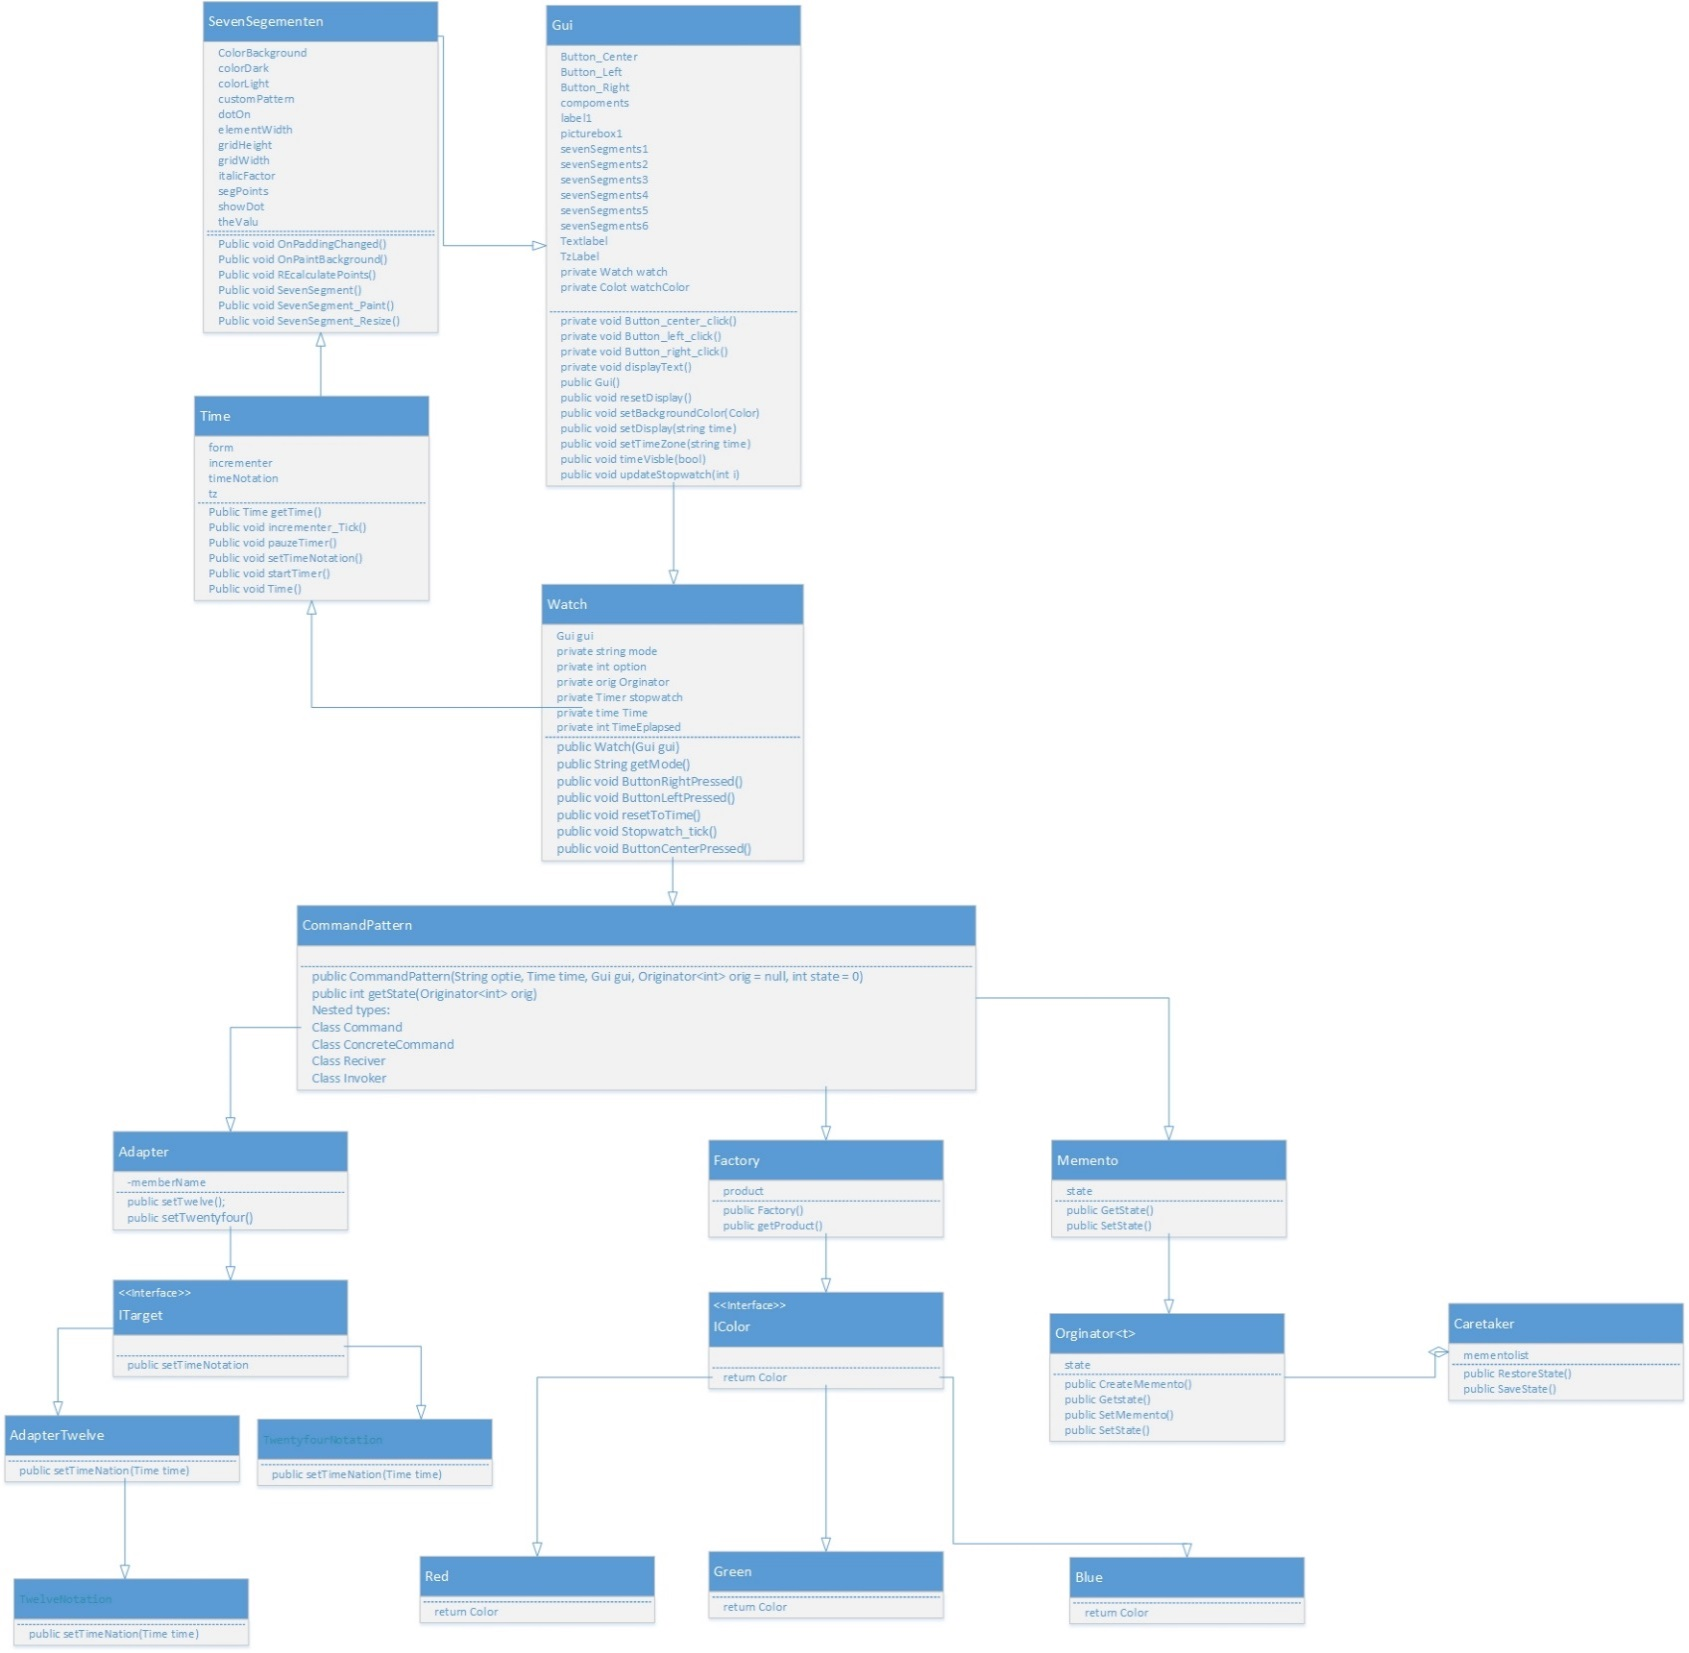 SevenSegementen
ColorBackground
colorDark
colorLight
customPattern
dotOn
elementWidth
gridHeight
gridWidth
italicFactor
segPoints
showDot
theValu
Public void OnPaddingChanged()
Public void OnPaintBackground()
Public void REcalculatePoints()
Public void SevenSegment()
Public void SevenSegment_Paint()
Public void SevenSegment_Resize()
Gui
Button_Center
Button_Left
Button_Right
compoments
label1
picturebox1
sevenSegments1
sevenSegments2
sevenSegments3
sevenSegments4
sevenSegments5
sevenSegments6
Textlabel
TzLabel
private Watch watch
private Colot watchColor
private void Button_center_click()
private void Button_left_click()
private void Button_right_click()
private void displayText()
public Gui()
public void resetDisplay()
public void setBackgroundColor(Color)
public void setDisplay(string time)
public void setTimeZone(string time)
public void timeVisble(bool)
public void updateStopwatch(int i)
Time
form
incrementer
timeNotation
tz
Public Time getTime()
Public void incrementer_Tick()
Public void pauzeTimer()
Public void setTimeNotation()
Public void startTimer()
Public void Time()
Watch
Gui gui
private string mode
private int option
private orig Orginator
private Timer stopwatch
private time Time
private int TimeEplapsed
public Watch(Gui gui)
public String getMode()
public void ButtonRightPressed()
public void ButtonLeftPressed()
public void resetToTime()
public void Stopwatch_tick()
public void ButtonCenterPressed()
CommandPattern
public CommandPattern(String optie, Time time, Gui gui, Originator<int> orig = null, int state = 0)
public int getState(Originator<int> orig)
Nested types:
Class Command
Class ConcreteCommand
Class Reciver
Class Invoker
Adapter
-memberName
public setTwelve();
public setTwentyfour()
Factory
product
public Factory()
public getProduct()
Memento
state
public GetState()
public SetState()
<<Interface>>
ITarget
public setTimeNotation
<<Interface>>
IColor
return Color
Orginator<t>
state
public CreateMemento()
public Getstate()
public SetMemento()
public SetState()
Caretaker
mementolist
public RestoreState()
public SaveState()
AdapterTwelve
public setTimeNation(Time time)
TwentyfourNotation
public setTimeNation(Time time)
TwelveNotation
public setTimeNation(Time time)
Red
return Color
Green
return Color
Blue
return Color